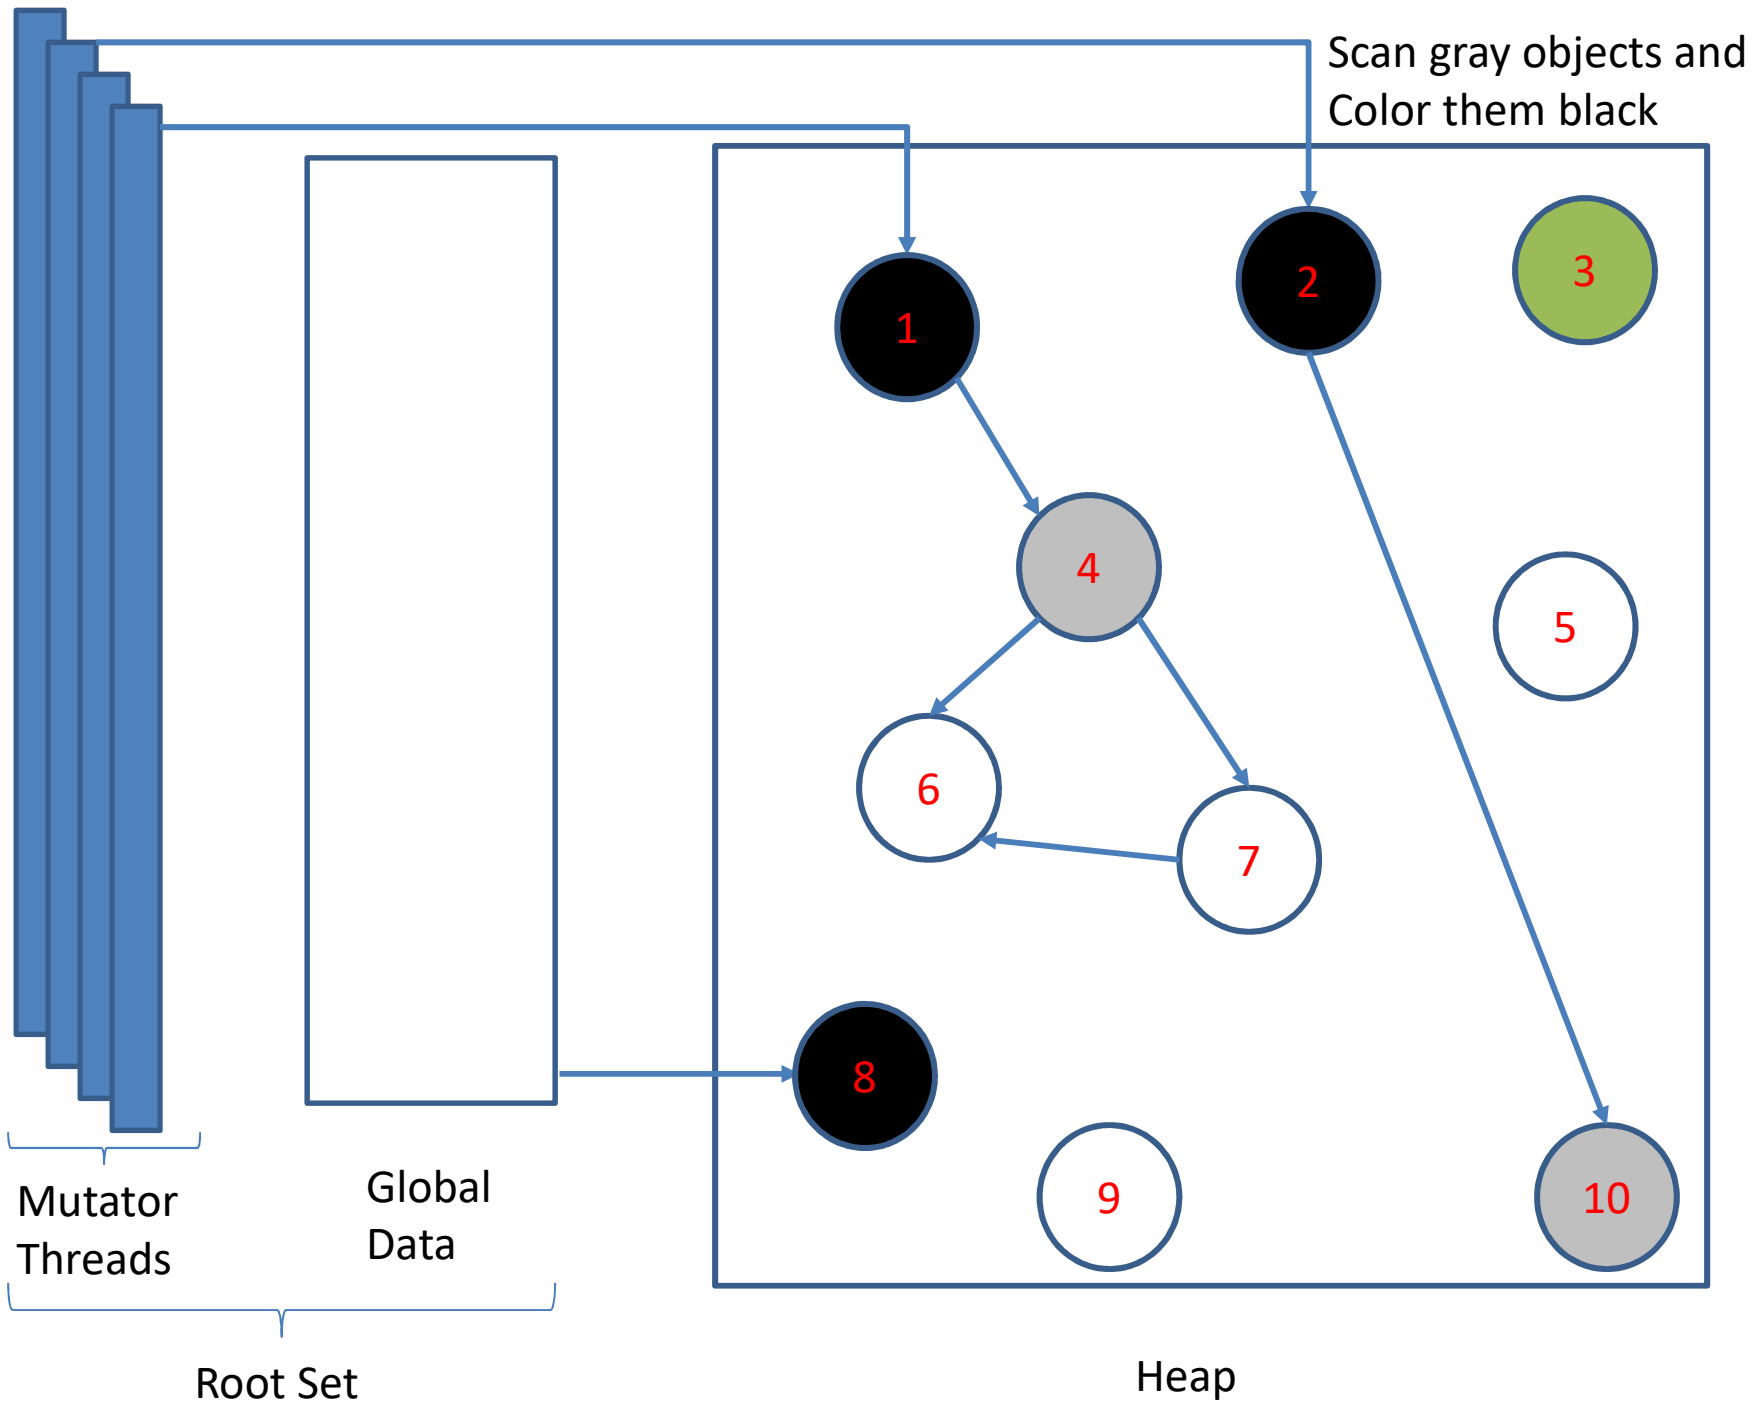 Scan gray objects and
Color them black
1
2
3
4
5
6
7
8
9
10
Mutator
Threads
Global
Data
Root Set
Heap